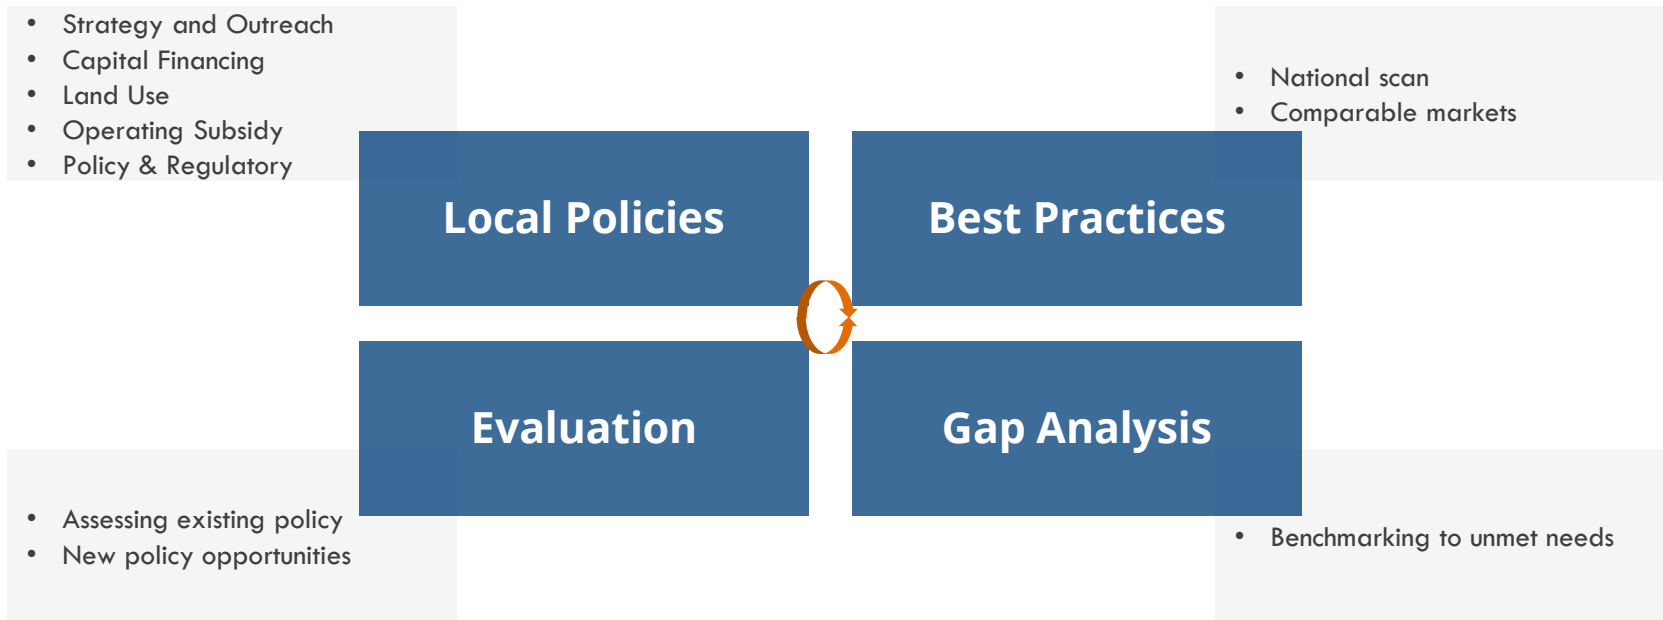 • Strategy and Outreach
• Capital Financing
• Land Use
• Operating Subsidy
• Policy & Regulatory
• National scan
• Comparable markets
Local Policies
Best Practices
Evaluation
Gap Analysis
• Assessing existing policy
• New policy opportunities
• Benchmarking to unmet needs